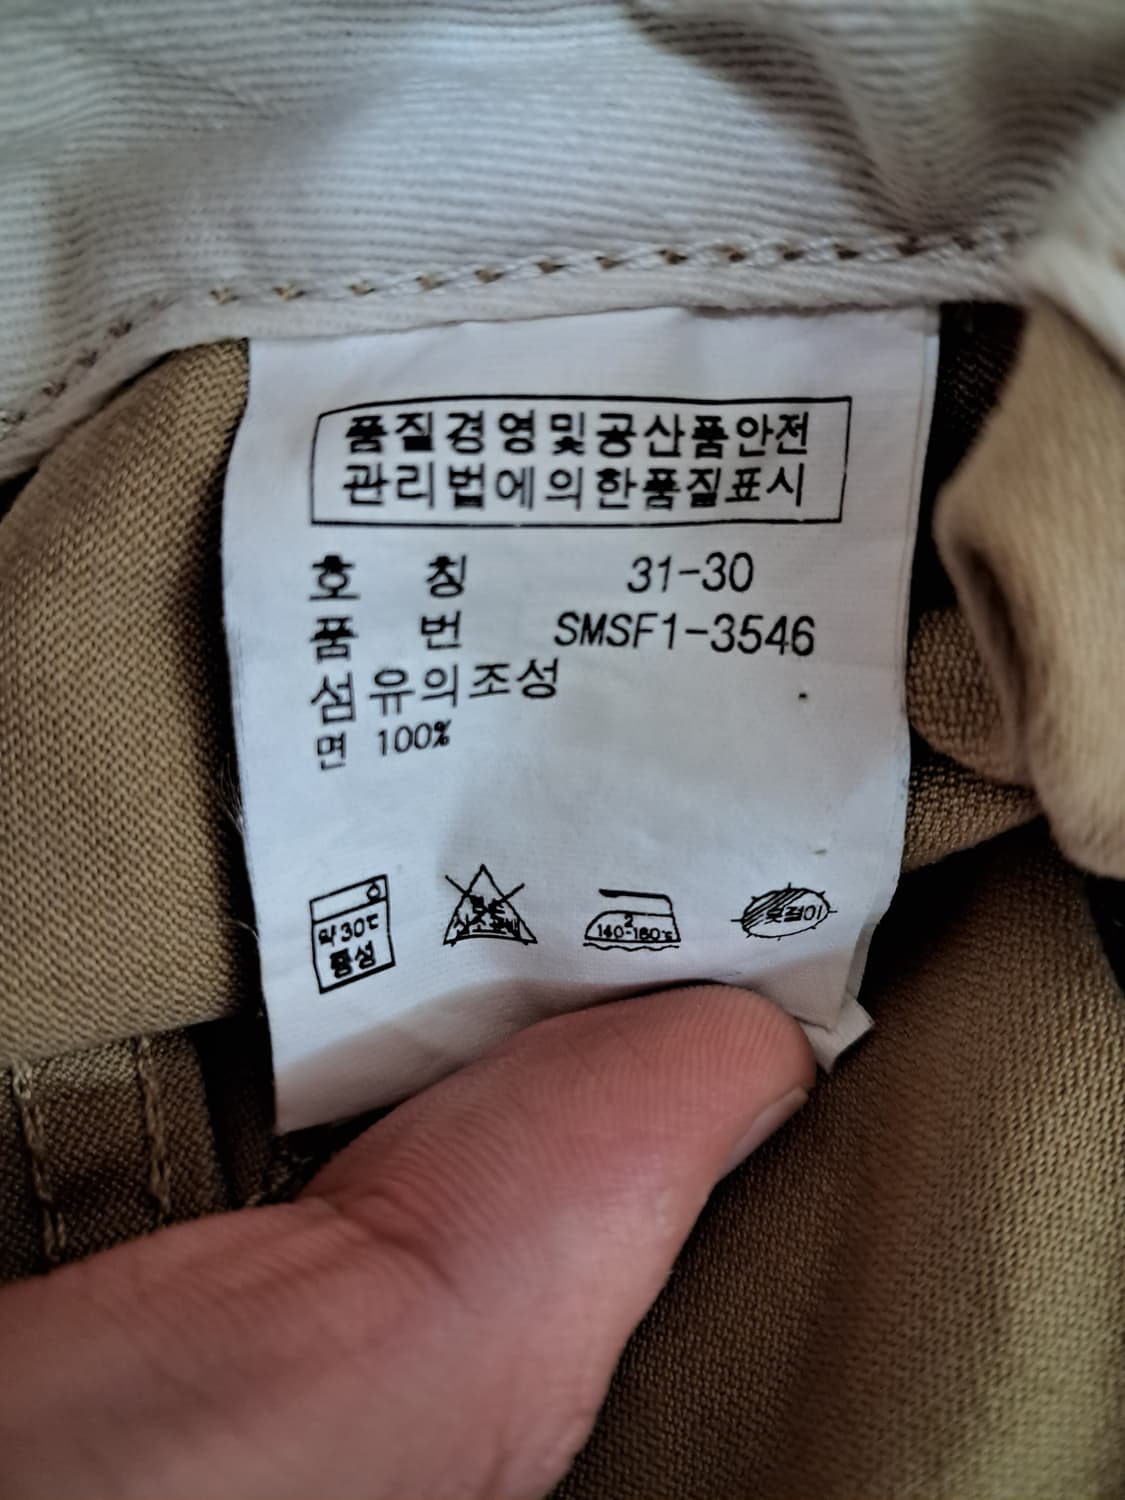 품질경영및공산품안전
관리법에의한품질표시
호 칭 31-30
품 번 SMSF1-3546
섬유의조성
면 100%
약30℃
중성
2
140-160℃
옷걸이